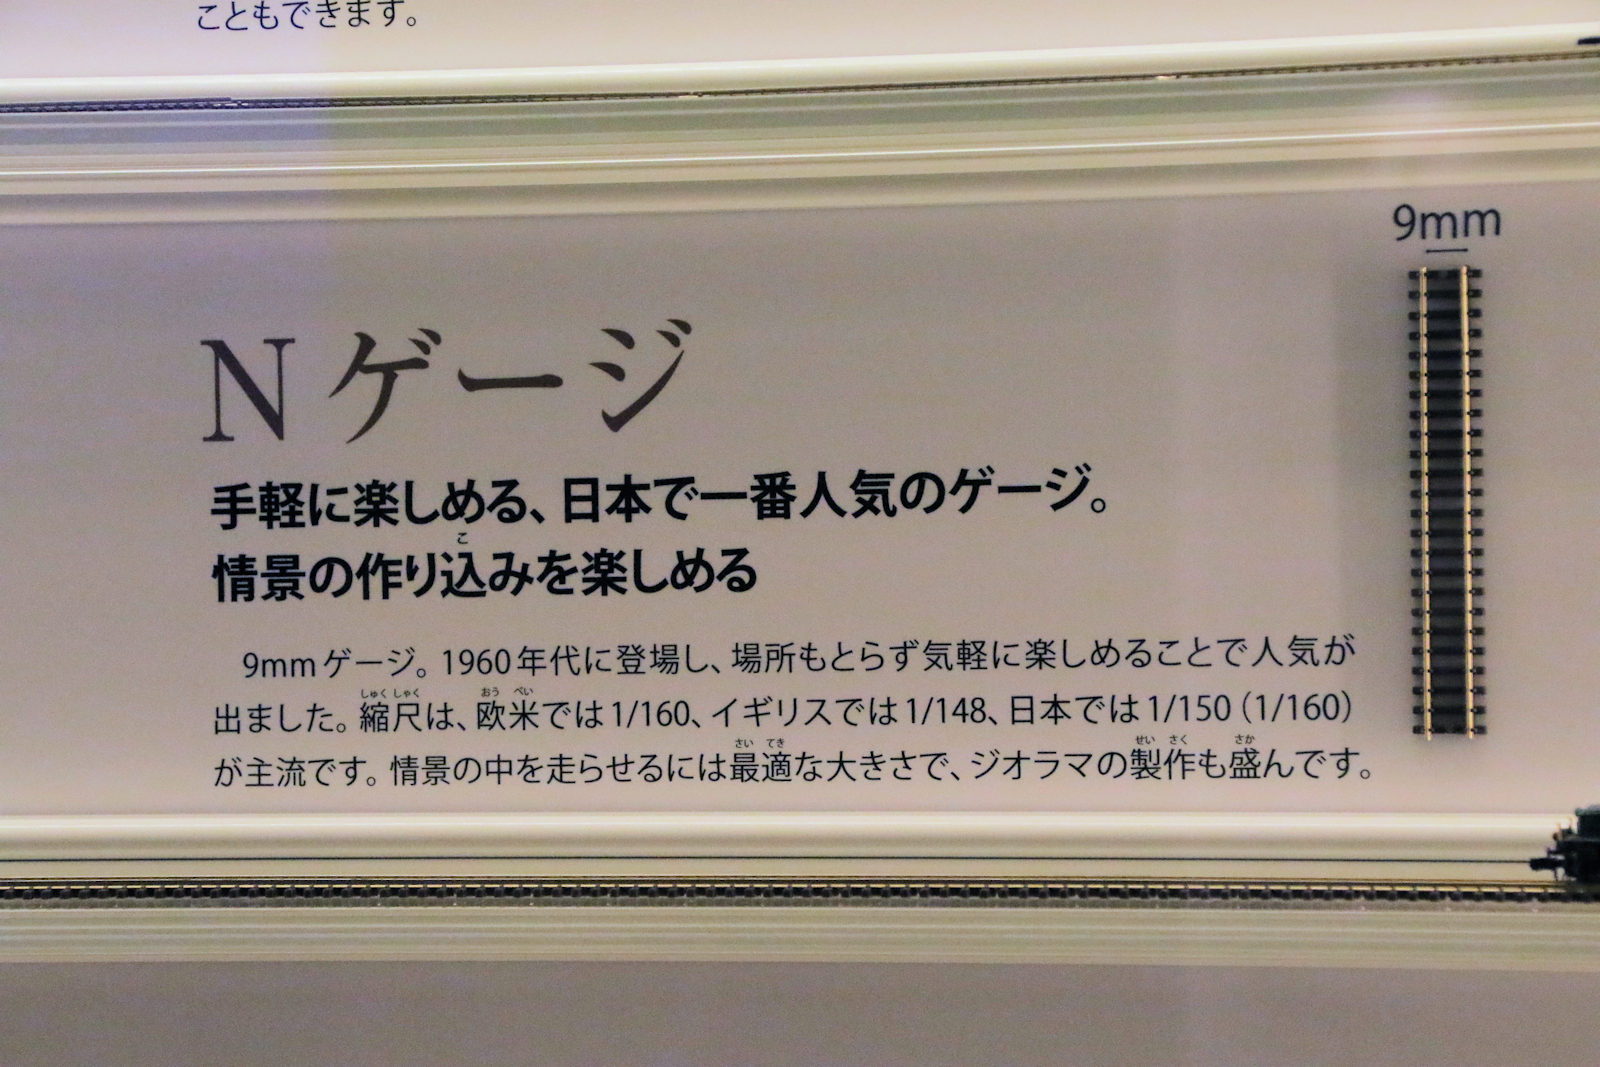 こともできます。
9mm
Nゲージ
手軽に楽しめる、日本で一番人気のゲージ。
こ
情景の作り込みを楽しめる
9mmゲージ。1960年代に登場し、場所もとらず気軽に楽しめることで人気が
しゅく しゃく おう べい
出ました。縮尺は、欧米では1/160、イギリスでは1/148、日本では1/150（1/160）
さい てき せい さく さか
が主流です。情景の中を走らせるには最適な大きさで、ジオラマの製作も盛んです。